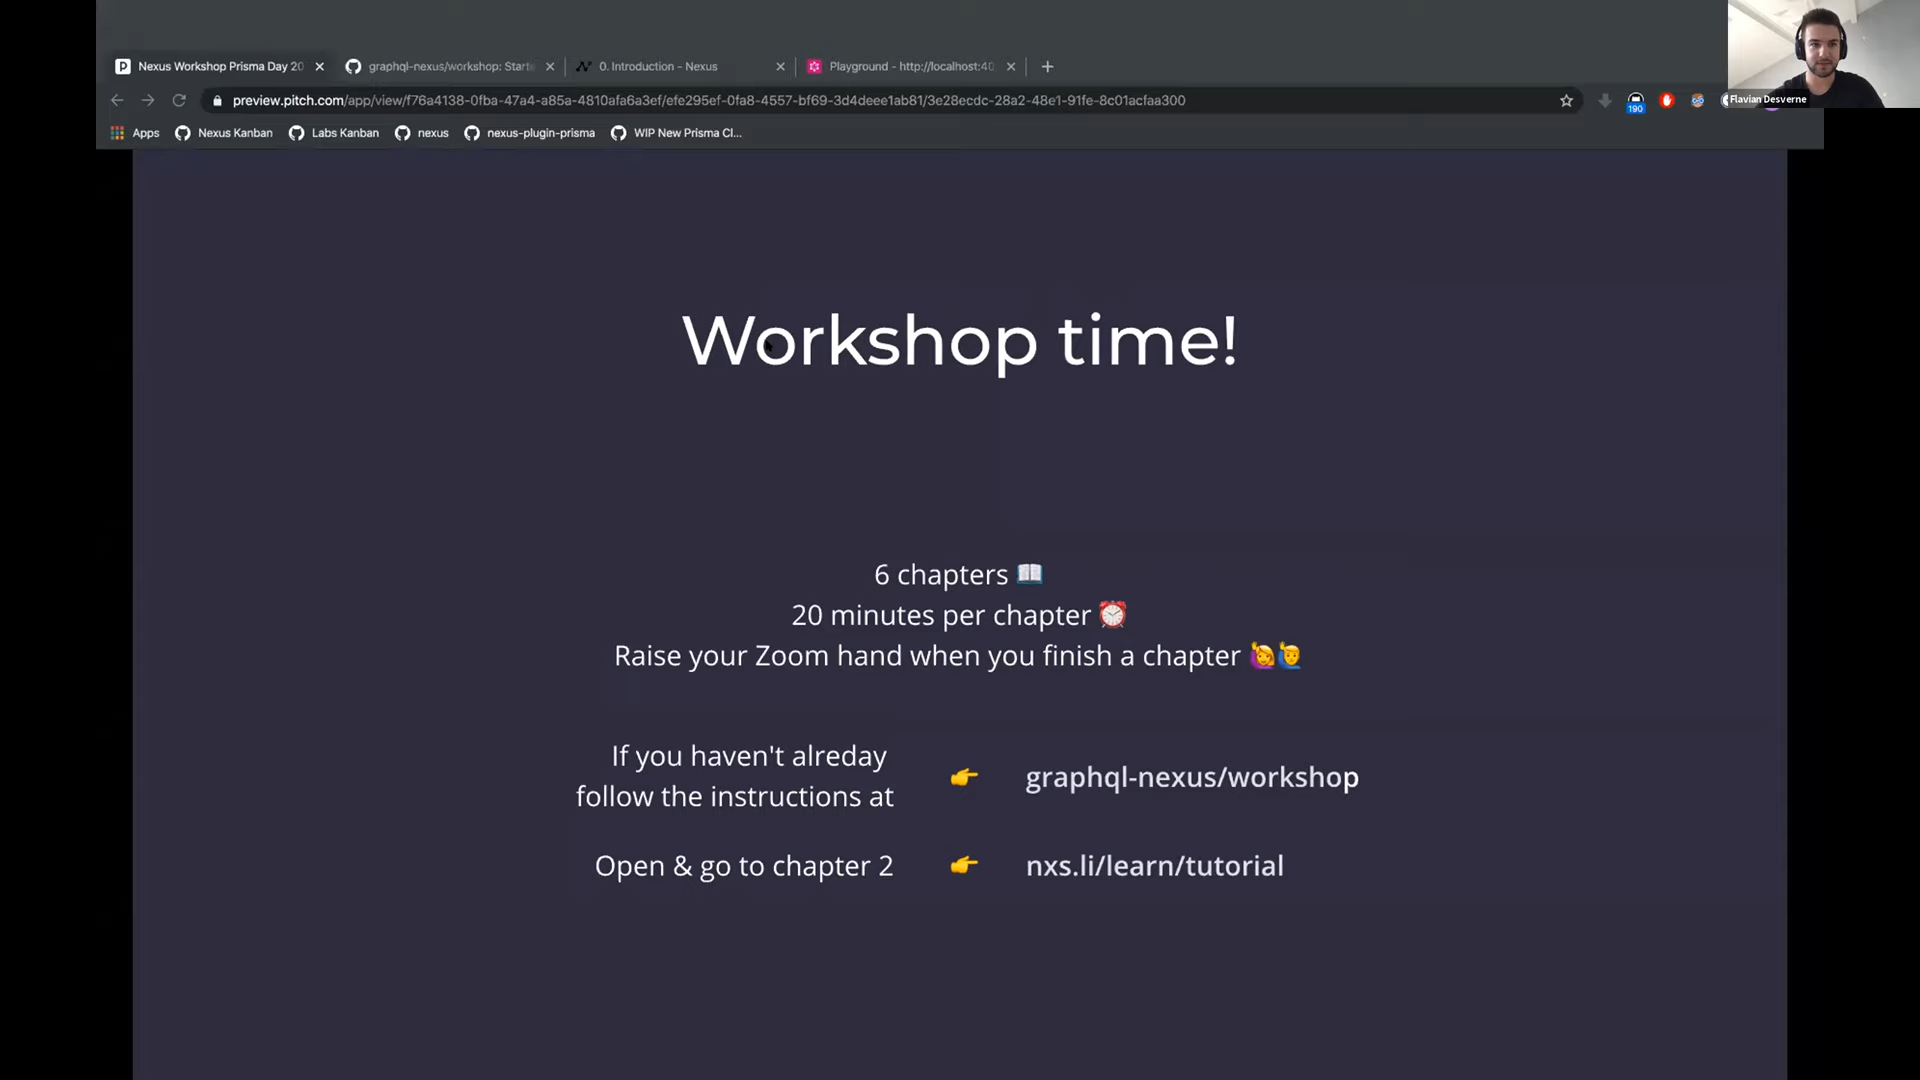 Nexus Workshop Prisma Day 20
graphql-nexus/workshop: Starte
0. Introduction – Nexus
Playground - http://localhost:40
preview.pitch.com/app/view/f76a4138-0fba-47a4-a85a-4810afa6a3ef/efe295ef-0fa8-4557-bf69-3d4deee1ab81/3e28ecdc-28a2-48e1-91fe-8c01acfaa300
190
Flavian Desverne
Apps
Nexus Kanban
Labs Kanban
nexus
nexus-plugin-prisma
WIP New Prisma Cl...
Workshop time!
6 chapters 📖
20 minutes per chapter ⏰
Raise your Zoom hand when you finish a chapter 🙋‍♀️🙋‍♂️
If you haven't alreday
follow the instructions at
👉 graphql-nexus/workshop
Open & go to chapter 2 👉 nxs.li/learn/tutorial